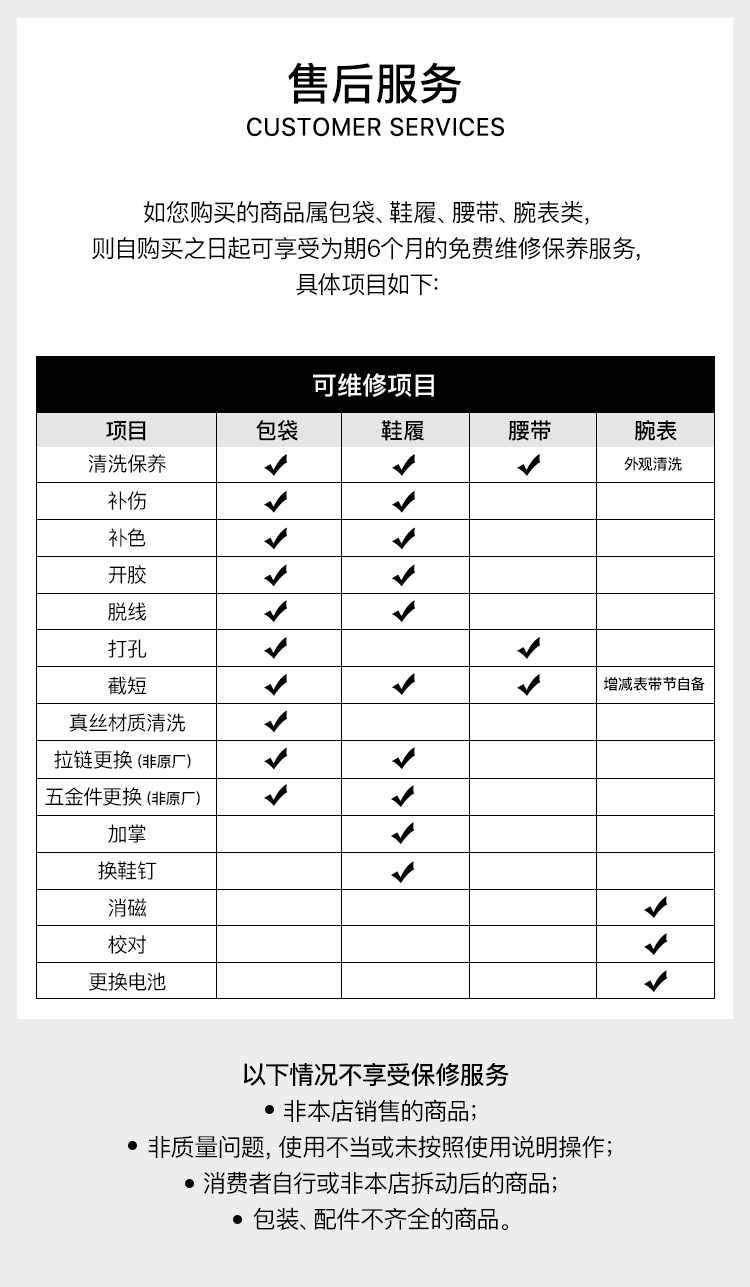 售后服务
CUSTOMER SERVICES
如您购买的商品属包袋、鞋履、腰带、腕表类,
则自购买之日起可享受为期6个月的免费维修保养服务,
具体项目如下:
可维修项目
项目 包袋 鞋履 腰带 腕表
清洗保养 ✓ ✓ ✓ 外观清洗
补伤 ✓ ✓
补色 ✓ ✓
开胶 ✓ ✓
脱线 ✓ ✓
打孔 ✓ ✓
截短 ✓ ✓ ✓ 增减表带节自备
真丝材质清洗 ✓
拉链更换 (非原厂) ✓ ✓
五金件更换 (非原厂) ✓ ✓
加掌 ✓
换鞋钉 ✓
消磁 ✓
校对 ✓
更换电池 ✓
以下情况不享受保修服务
• 非本店销售的商品;
• 非质量问题, 使用不当或未按照使用说明操作;
• 消费者自行或非本店拆动后的商品;
• 包装、配件不齐全的商品。